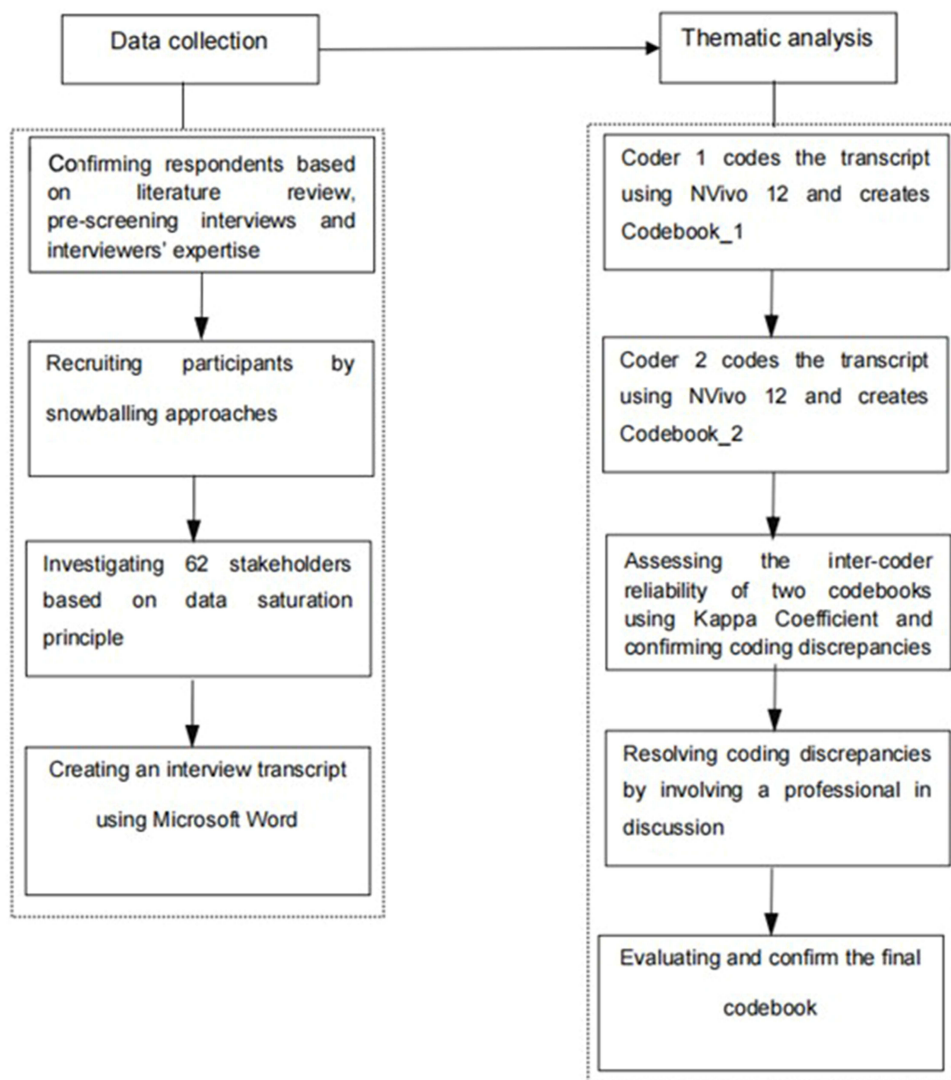 Data collection
Thematic analysis
Confirming respondents based
on literature review,
pre-screening interviews and
interviewers' expertise
Recruiting participants by
snowballing approaches
Investigating 62 stakeholders
based on data saturation
principle
Creating an interview transcript
using Microsoft Word
Coder 1 codes the transcript
using NVivo 12 and creates
Codebook_1
Coder 2 codes the transcript
using NVivo 12 and creates
Codebook_2
Assessing the inter-coder
reliability of two codebooks
using Kappa Coefficient and
confirming coding discrepancies
Resolving coding discrepancies
by involving a professional in
discussion
Evaluating and confirm the final
codebook